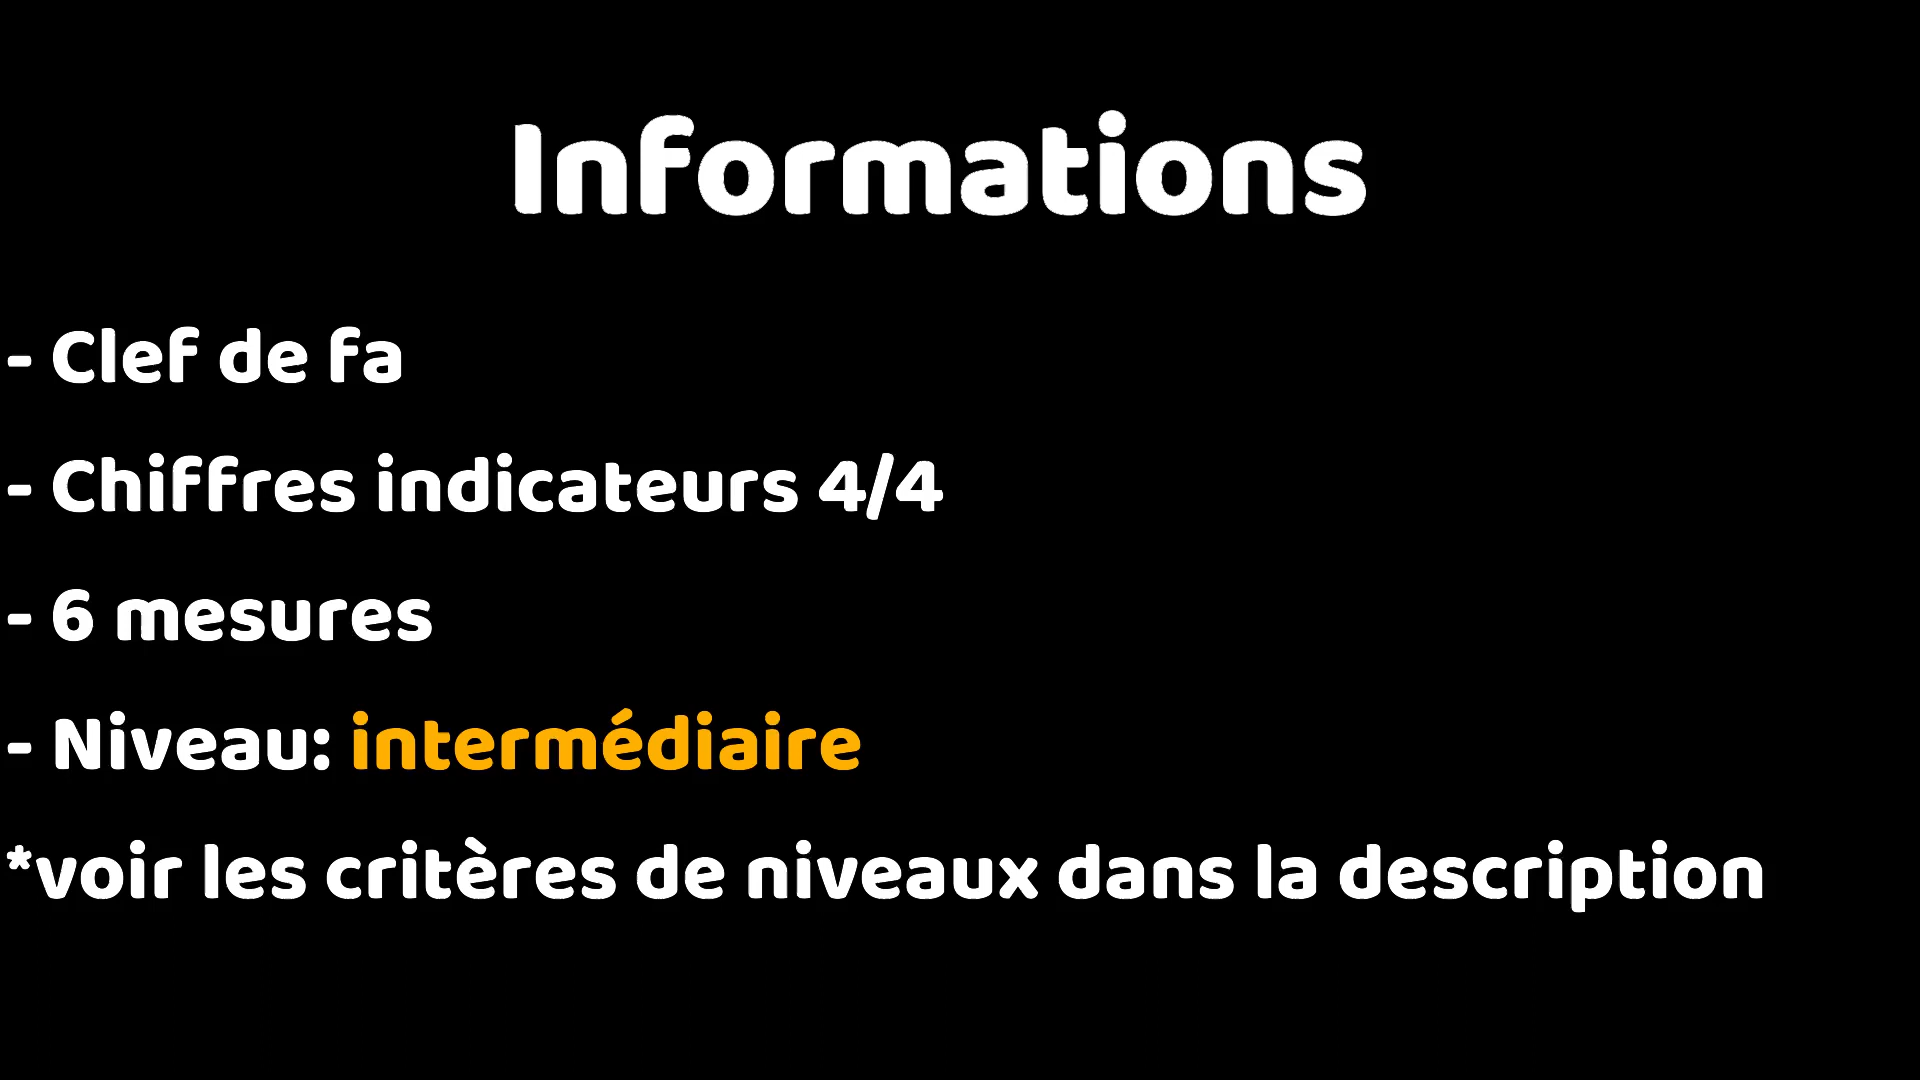 Informations
- Clef de fa
- Chiffres indicateurs 4/4
- 6 mesures
- Niveau: intermédiaire
*voir les critères de niveaux dans la description